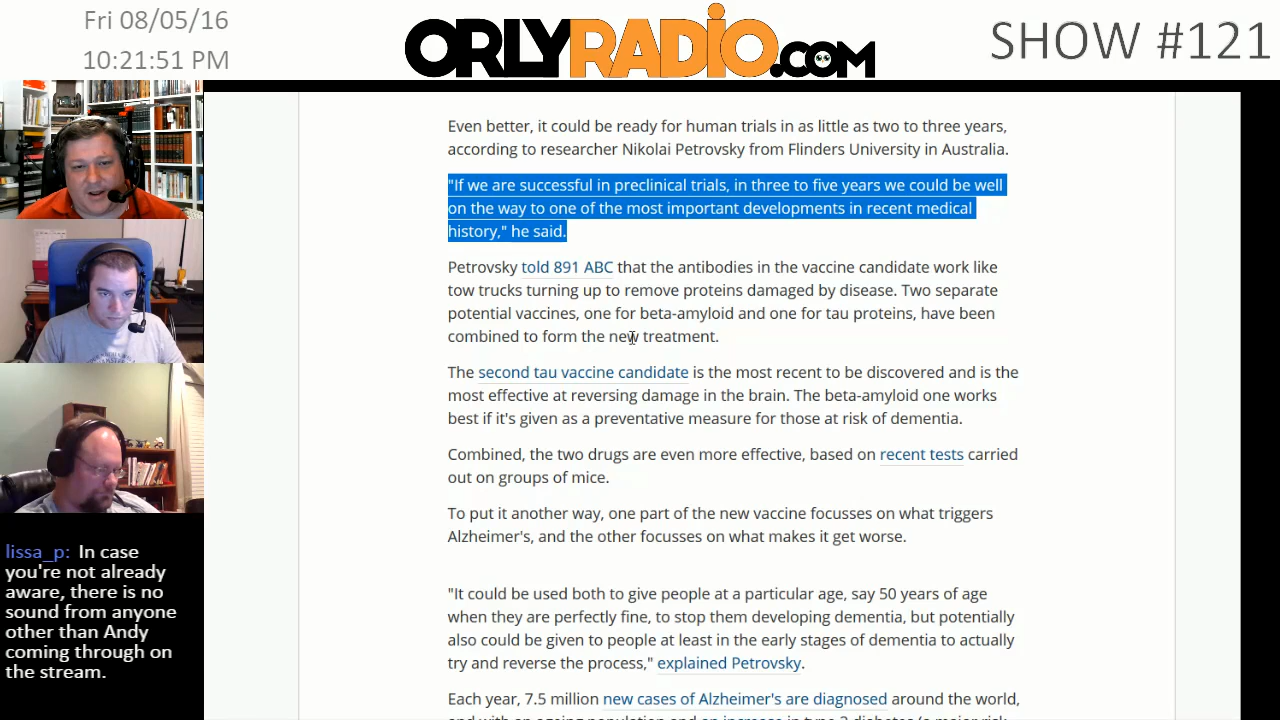 Fri 08/05/16
10:21:51 PM
ORLYRADIO.COM
SHOW #121
Even better, it could be ready for human trials in as little as two to three years,
according to researcher Nikolai Petrovsky from Flinders University in Australia.
"If we are successful in preclinical trials, in three to five years we could be well
on the way to one of the most important developments in recent medical
history," he said.
Petrovsky told 891 ABC that the antibodies in the vaccine candidate work like
tow trucks turning up to remove proteins damaged by disease. Two separate
potential vaccines, one for beta-amyloid and one for tau proteins, have been
combined to form the new treatment.
The second tau vaccine candidate is the most recent to be discovered and is the
most effective at reversing damage in the brain. The beta-amyloid one works
best if it's given as a preventative measure for those at risk of dementia.
Combined, the two drugs are even more effective, based on recent tests carried
out on groups of mice.
To put it another way, one part of the new vaccine focusses on what triggers
Alzheimer's, and the other focusses on what makes it get worse.
"It could be used both to give people at a particular age, say 50 years of age
when they are perfectly fine, to stop them developing dementia, but potentially
also could be given to people at least in the early stages of dementia to actually
try and reverse the process," explained Petrovsky.
Each year, 7.5 million new cases of Alzheimer's are diagnosed around the world,
and with an ageing population and an increase in type 2 diabetes (a major risk
lissa_p: In case
you're not already
aware, there is no
sound from anyone
other than Andy
coming through on
the stream.